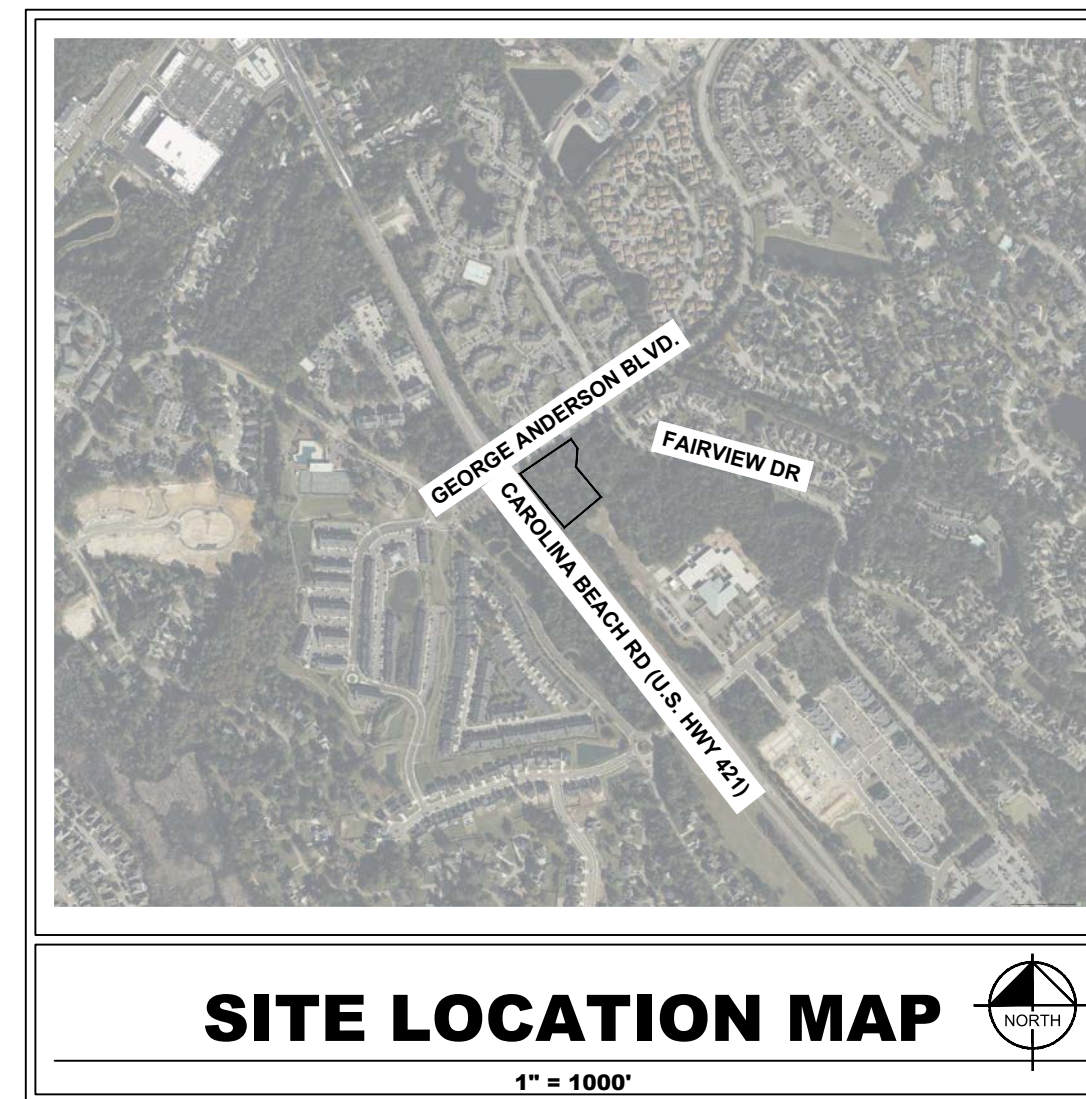 GEORGE ANDERSON BLVD.
FAIRVIEW DR
CAROLINA BEACH RD (U.S. HWY 421)
SITE LOCATION MAP
NORTH
1" = 1000'